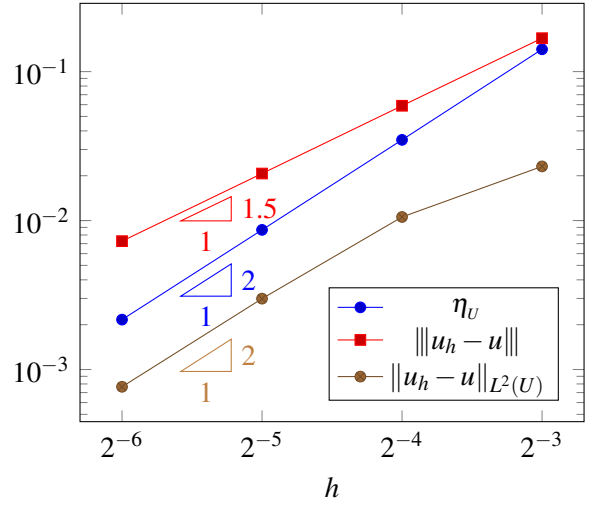 10^{-1}
10^{-2}
10^{-3}
1.5
1
2
1
2
1
η_U
|||u_h − u|||
||u_h − u||_{L^2(U)}
2^{-6} 2^{-5} 2^{-4} 2^{-3}
h